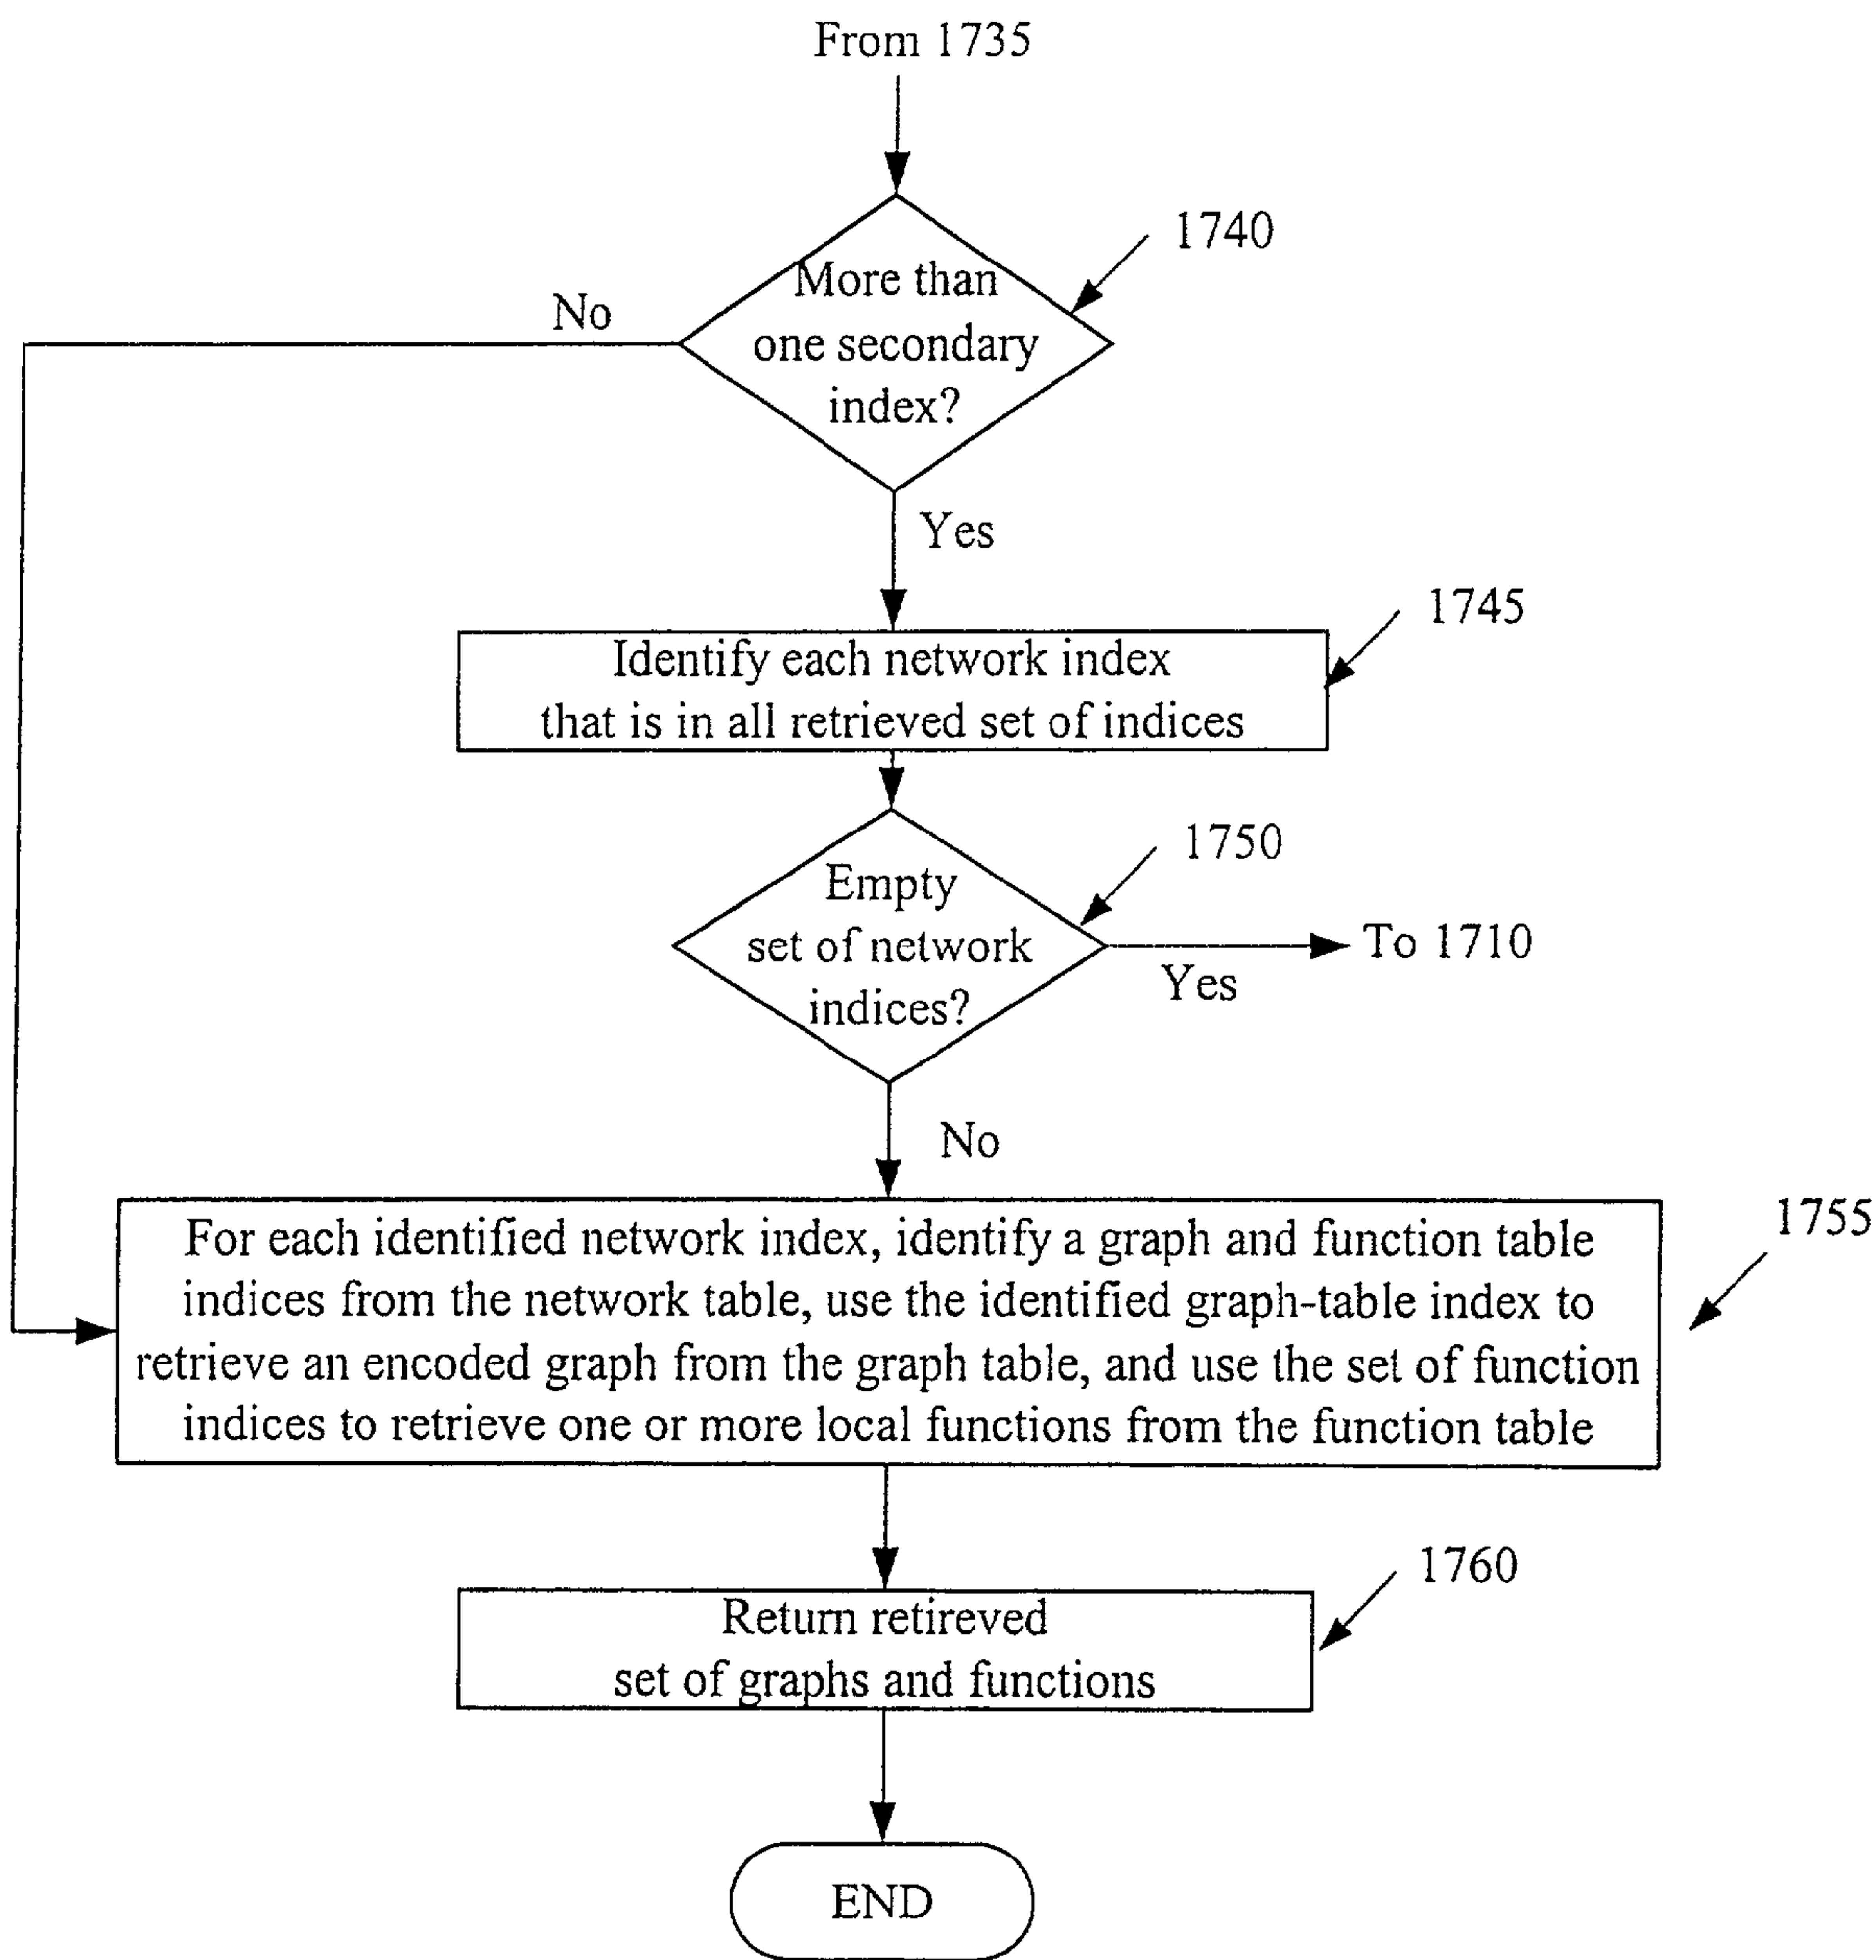 From 1735
1740
More than
one secondary
index?
No
Yes
1745
Identify each network index
that is in all retrieved set of indices
1750
Empty
set of network
indices?
To 1710
Yes
No
1755
For each identified network index, identify a graph and function table
indices from the network table, use the identified graph-table index to
retrieve an encoded graph from the graph table, and use the set of function
indices to retrieve one or more local functions from the function table
1760
Return retireved
set of graphs and functions
END